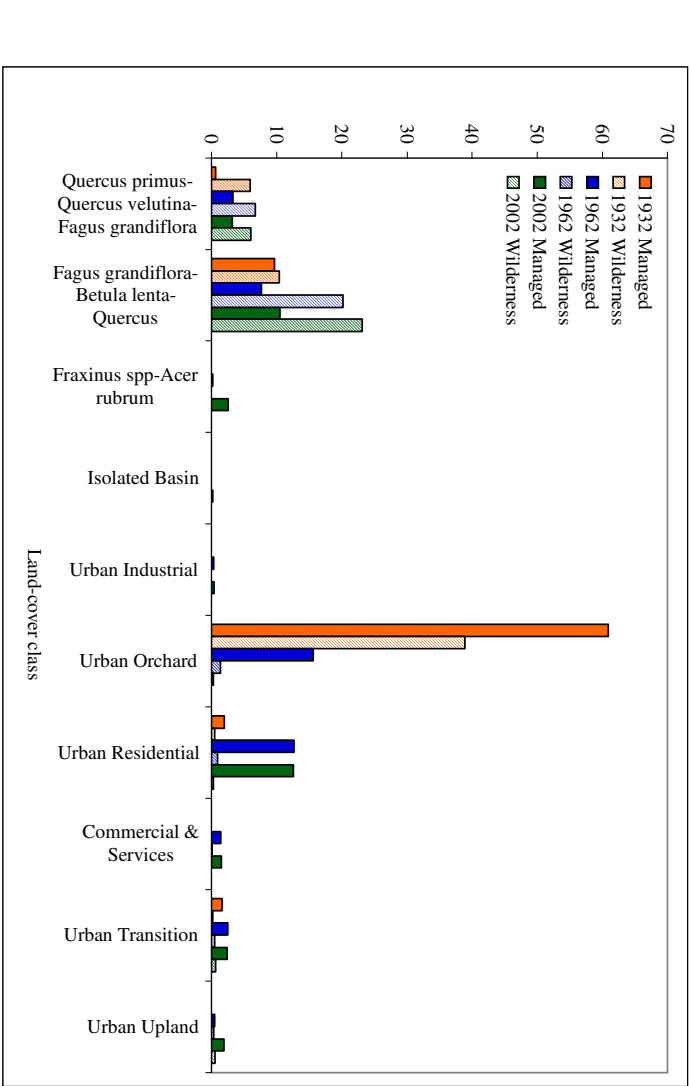 0
10
20
30
40
50
60
70
1932 Managed
1932 Wilderness
1962 Managed
1962 Wilderness
2002 Managed
2002 Wilderness
Quercus primus-
Quercus velutina-
Fagus grandiflora
Fagus grandiflora-
Betula lenta-
Quercus
Fraxinus spp-Acer
rubrum
Isolated Basin
Urban Industrial
Urban Orchard
Urban Residential
Commercial &
Services
Urban Transition
Urban Upland
Land-cover class